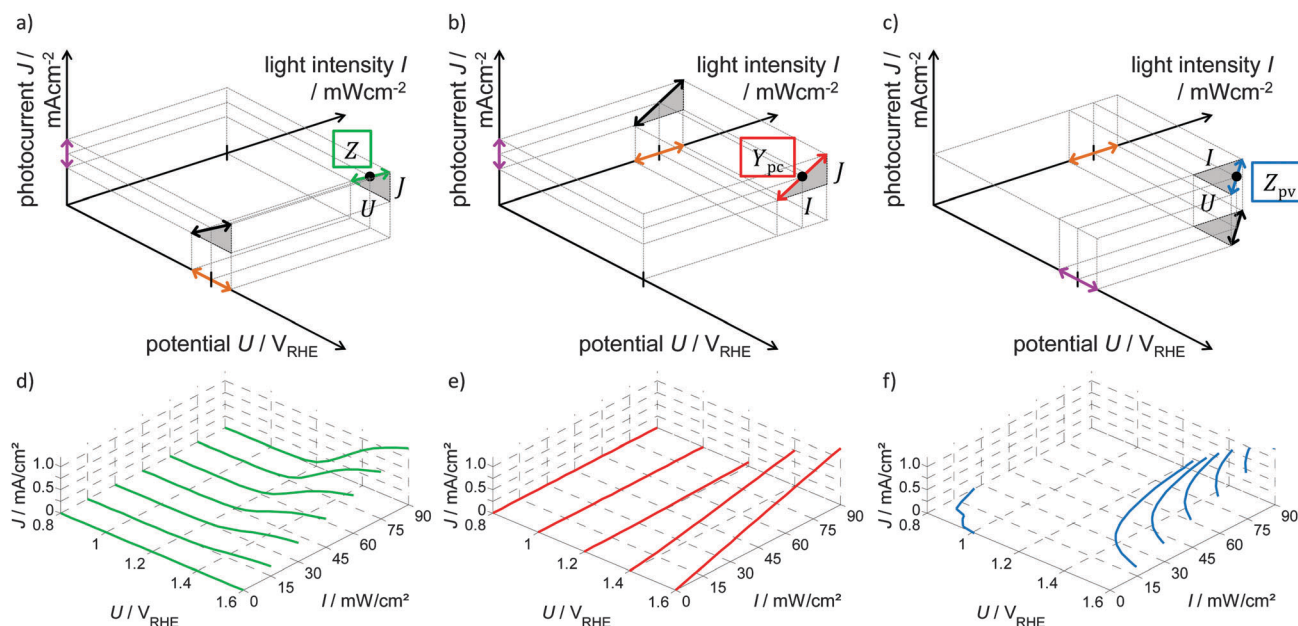 a)
photocurrent J / mAcm-2
light intensity I
/ mWcm-2
Z
J
U
potential U / VRHE
b)
photocurrent J / mAcm-2
light intensity I
/ mWcm-2
Ypc
J
I
potential U / VRHE
c)
photocurrent J / mAcm-2
light intensity I
/ mWcm-2
I
Zpv
U
potential U / VRHE
d)
J / mA/cm²
1.0
0.5
0
0.8
1
1.2
1.4
1.6
0
15
30
45
60
75
90
U / VRHE
I / mW/cm²
e)
J / mA/cm²
1.0
0.5
0
0.8
1
1.2
1.4
1.6
0
15
30
45
60
75
90
U / VRHE
I / mW/cm²
f)
J / mA/cm²
1.0
0.5
0
0.8
1
1.2
1.4
1.6
0
15
30
45
60
75
90
U / VRHE
I / mW/cm²